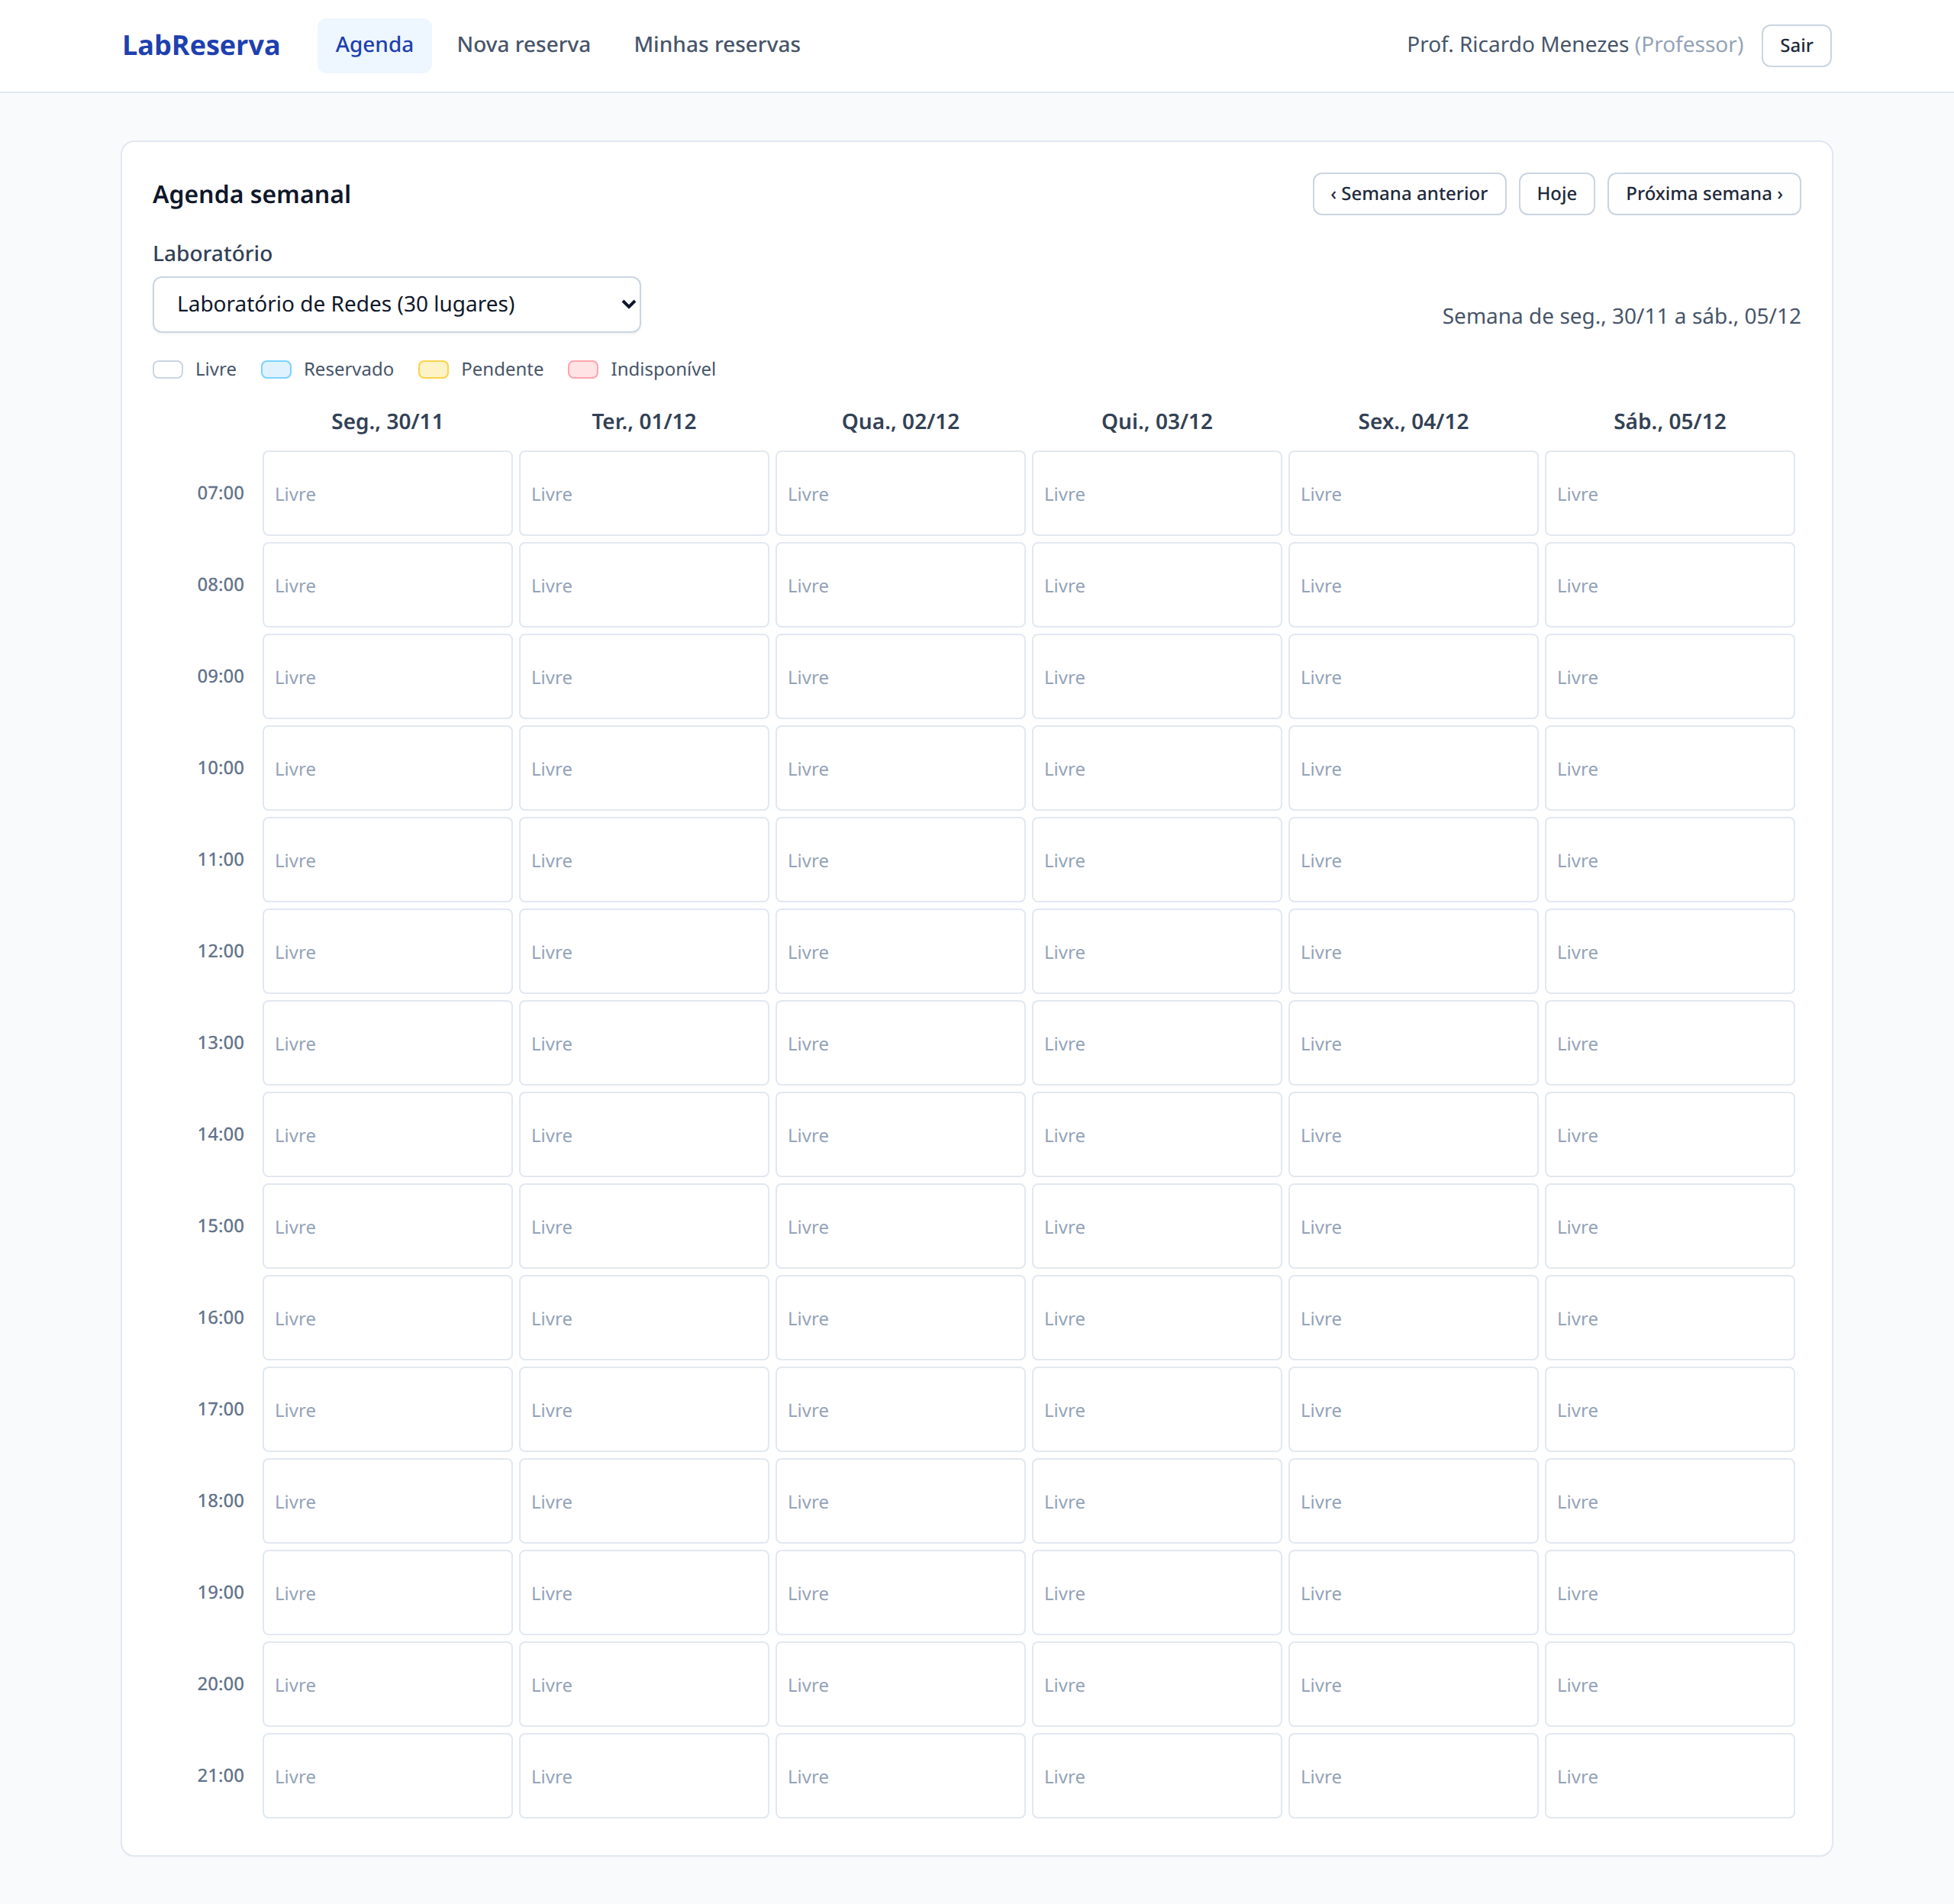 LabReserva Agenda Nova reserva Minhas reservas Prof. Ricardo Menezes (Professor) Sair
Agenda semanal ‹ Semana anterior Hoje Próxima semana ›
Laboratório
Laboratório de Redes (30 lugares)
Semana de seg., 30/11 a sáb., 05/12
Livre Reservado Pendente Indisponível
Seg., 30/11 Ter., 01/12 Qua., 02/12 Qui., 03/12 Sex., 04/12 Sáb., 05/12
07:00 Livre Livre Livre Livre Livre Livre
08:00 Livre Livre Livre Livre Livre Livre
09:00 Livre Livre Livre Livre Livre Livre
10:00 Livre Livre Livre Livre Livre Livre
11:00 Livre Livre Livre Livre Livre Livre
12:00 Livre Livre Livre Livre Livre Livre
13:00 Livre Livre Livre Livre Livre Livre
14:00 Livre Livre Livre Livre Livre Livre
15:00 Livre Livre Livre Livre Livre Livre
16:00 Livre Livre Livre Livre Livre Livre
17:00 Livre Livre Livre Livre Livre Livre
18:00 Livre Livre Livre Livre Livre Livre
19:00 Livre Livre Livre Livre Livre Livre
20:00 Livre Livre Livre Livre Livre Livre
21:00 Livre Livre Livre Livre Livre Livre